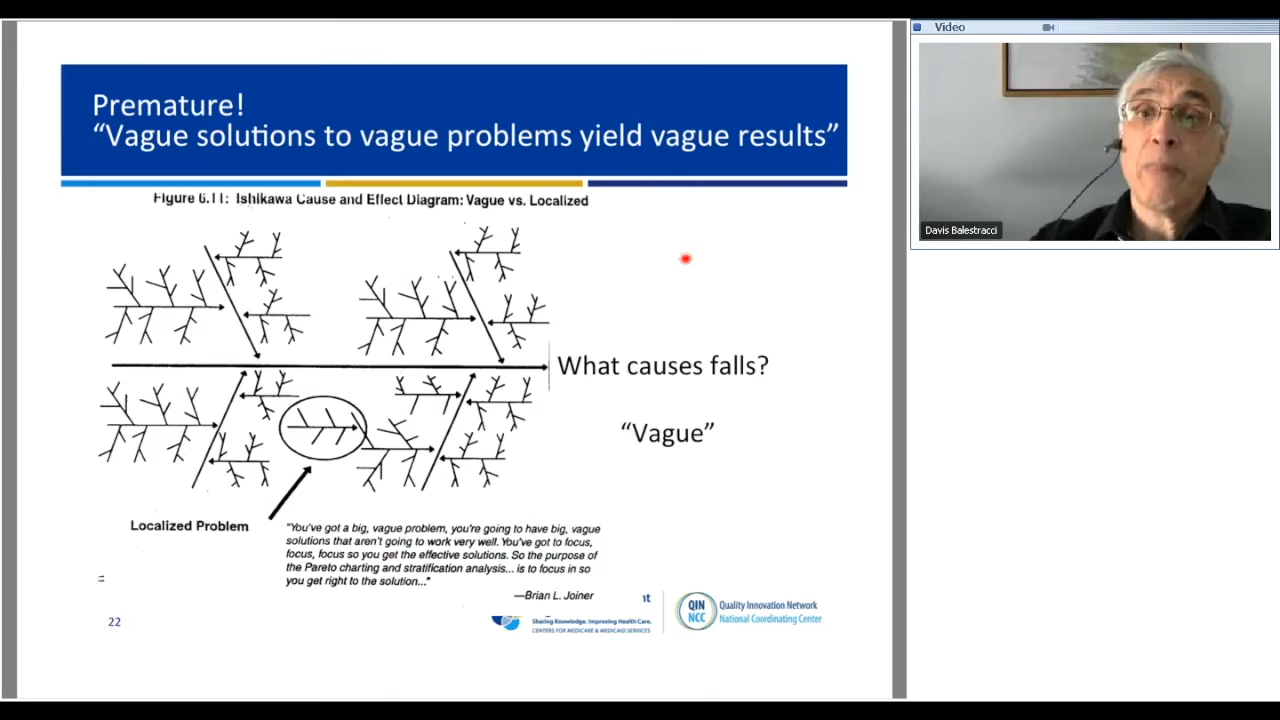 Premature!
“Vague solutions to vague problems yield vague results”
Figure 6.11: Ishikawa Cause and Effect Diagram: Vague vs. Localized
What causes falls?
“Vague”
Localized Problem
"You've got a big, vague problem, you're going to have big, vague
solutions that aren't going to work very well. You've got to focus,
focus, focus so you get the effective solutions. So the purpose of
the Pareto charting and stratification analysis... is to focus in so
you get right to the solution..."
—Brian L. Joiner
22
Sharing Knowledge. Improving Health Care.
CENTERS FOR MEDICARE & MEDICAID SERVICES
QIN
NCC
Quality Innovation Network
National Coordinating Center
Video
Davis Balestracci